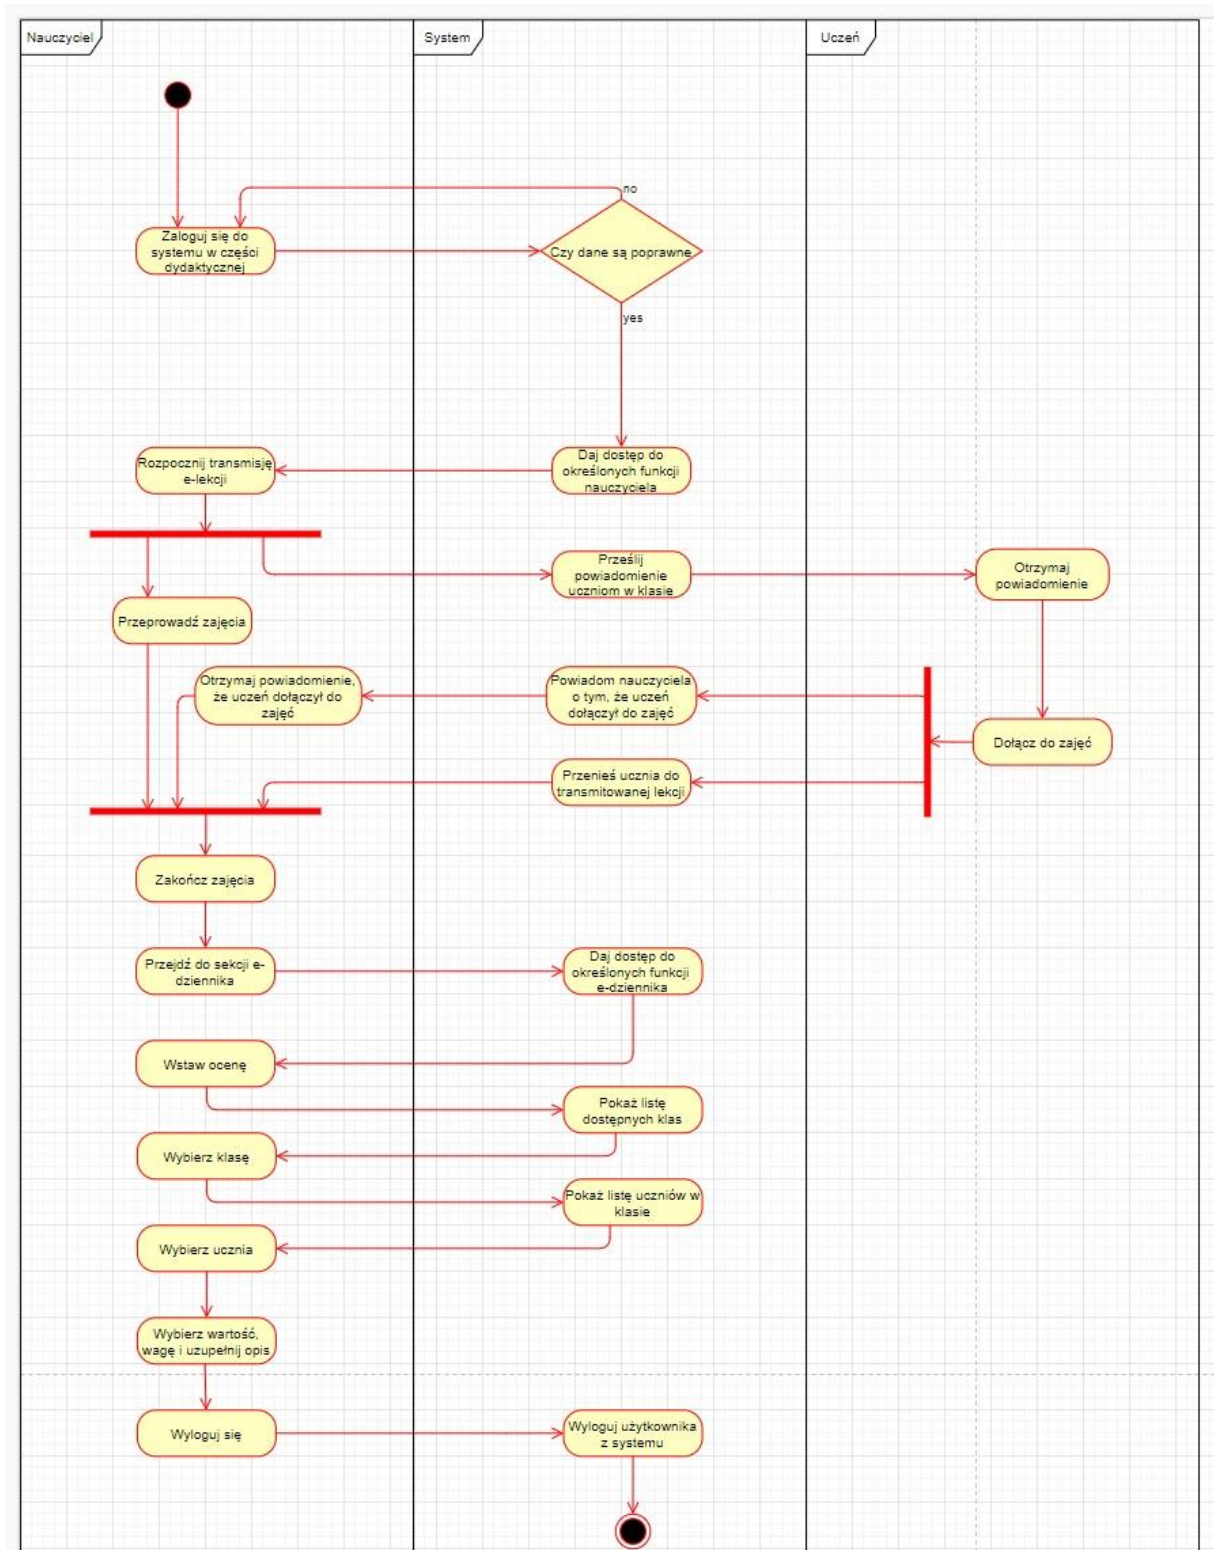 Nauczyciel
System
Uczeń
no
Zaloguj się do
systemu w części
dydaktycznej
Czy dane są poprawne
yes
Rozpocznij transmisję
e-lekcji
Daj dostęp do
określonych funkcji
nauczyciela
Prześlij
powiadomienie
uczniom w klasie
Otrzymaj
powiadomienie
Przeprowadź zajęcia
Otrzymaj powiadomienie,
że uczeń dołączył do
zajęć
Powiadom nauczyciela
o tym, że uczeń
dołączył do zajęć
Dołącz do zajęć
Przenieś ucznia do
transmitowanej lekcji
Zakończ zajęcia
Przejdź do sekcji e-
dziennika
Daj dostęp do
określonych funkcji
e-dziennika
Wstaw ocenę
Pokaż listę
dostępnych klas
Wybierz klasę
Pokaż listę uczniów w
klasie
Wybierz ucznia
Wybierz wartość,
wagę i uzupełnij opis
Wyloguj się
Wyloguj użytkownika
z systemu